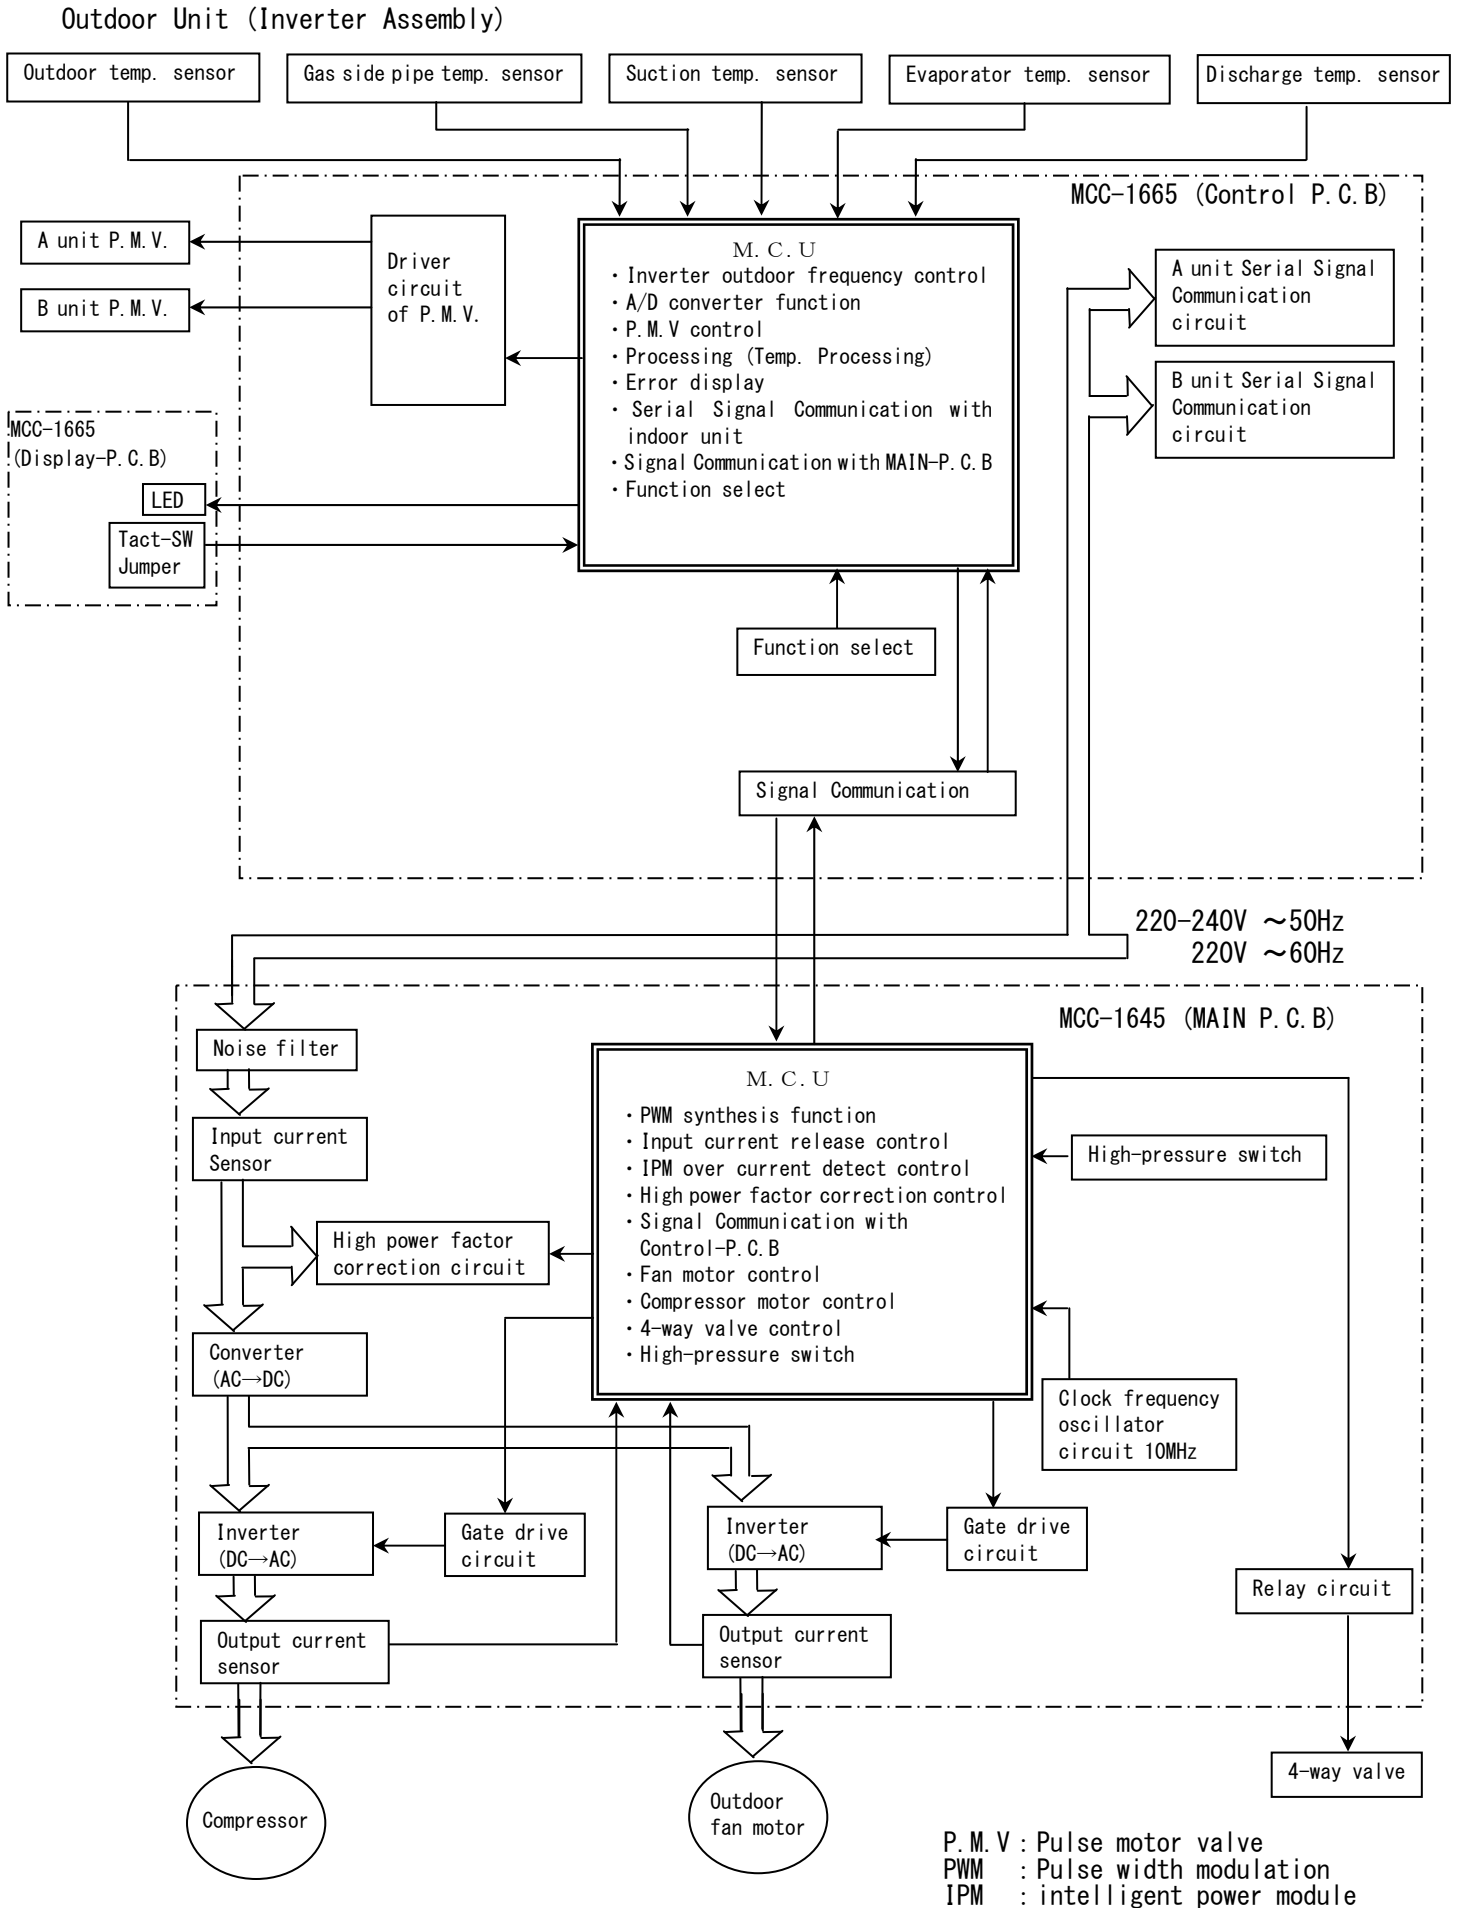 Outdoor Unit (Inverter Assembly)
Outdoor temp. sensor
Gas side pipe temp. sensor
Suction temp. sensor
Evaporator temp. sensor
Discharge temp. sensor
MCC-1665 (Control P.C.B)
A unit P.M.V.
B unit P.M.V.
Driver
circuit
of P.M.V.
M.C.U
・Inverter outdoor frequency control
・A/D converter function
・P.M.V control
・Processing (Temp. Processing)
・Error display
・Serial Signal Communication with
indoor unit
・Signal Communication with MAIN-P.C.B
・Function select
A unit Serial Signal
Communication
circuit
B unit Serial Signal
Communication
circuit
MCC-1665
(Display-P.C.B)
LED
Tact-SW
Jumper
Function select
Signal Communication
220-240V ～50Hz
220V ～60Hz
MCC-1645 (MAIN P.C.B)
Noise filter
Input current
Sensor
High power factor
correction circuit
Converter
(AC→DC)
M.C.U
・PWM synthesis function
・Input current release control
・IPM over current detect control
・High power factor correction control
・Signal Communication with
Control-P.C.B
・Fan motor control
・Compressor motor control
・4-way valve control
・High-pressure switch
High-pressure switch
Clock frequency
oscillator
circuit 10MHz
Inverter
(DC→AC)
Gate drive
circuit
Inverter
(DC→AC)
Gate drive
circuit
Relay circuit
Output current
sensor
Output current
sensor
4-way valve
Compressor
Outdoor
fan motor
P.M.V : Pulse motor valve
PWM : Pulse width modulation
IPM : intelligent power module